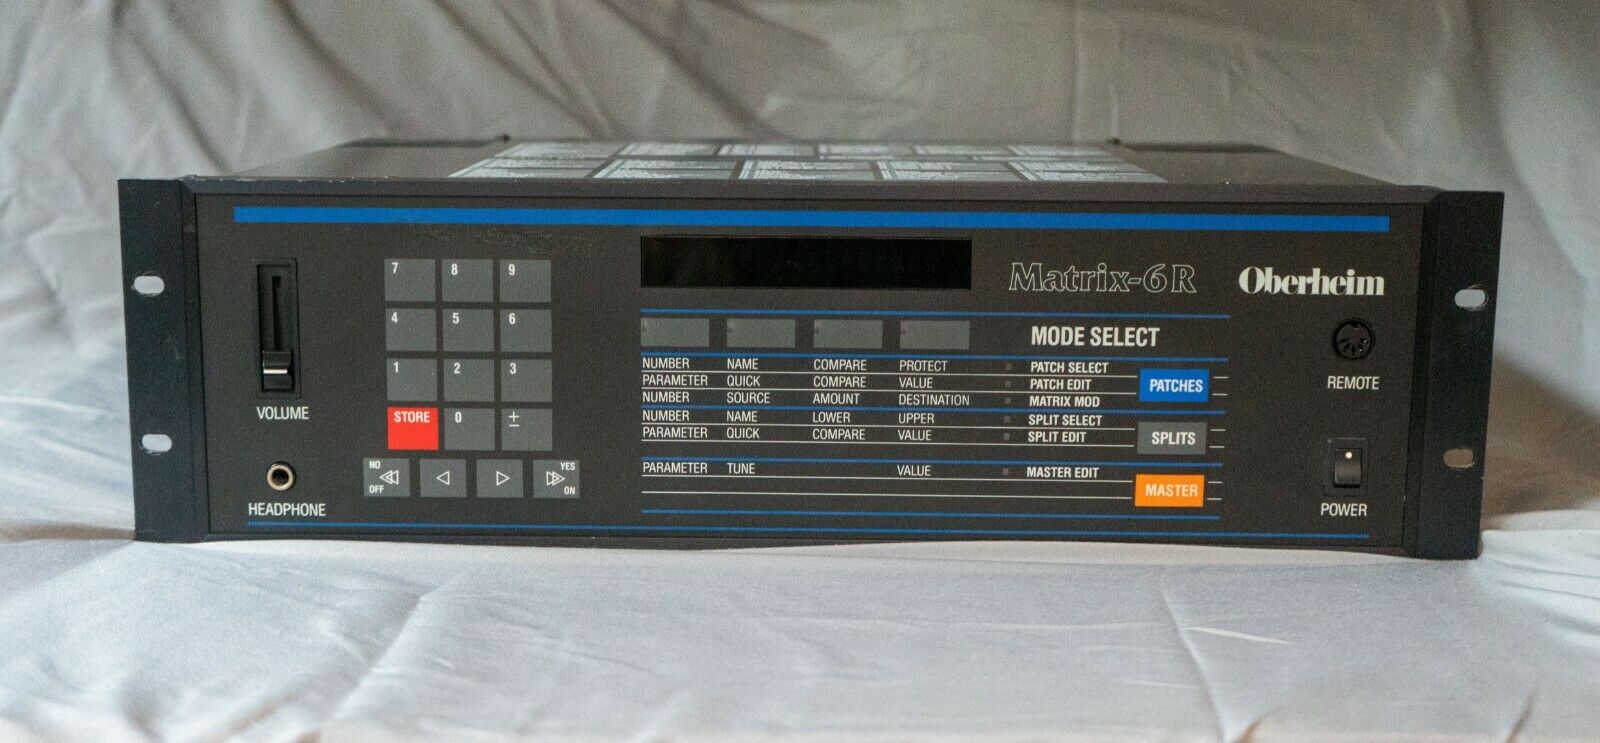 Matrix-6R Oberheim
7 8 9
4 5 6
1 2 3
STORE 0 ±
NO YES
OFF ON
VOLUME
HEADPHONE
MODE SELECT
NUMBER NAME COMPARE PROTECT PATCH SELECT
PARAMETER QUICK COMPARE VALUE PATCH EDIT
NUMBER SOURCE AMOUNT DESTINATION MATRIX MOD
PATCHES
NUMBER NAME LOWER UPPER SPLIT SELECT
PARAMETER QUICK COMPARE VALUE SPLIT EDIT
SPLITS
PARAMETER TUNE VALUE MASTER EDIT
MASTER
REMOTE
POWER